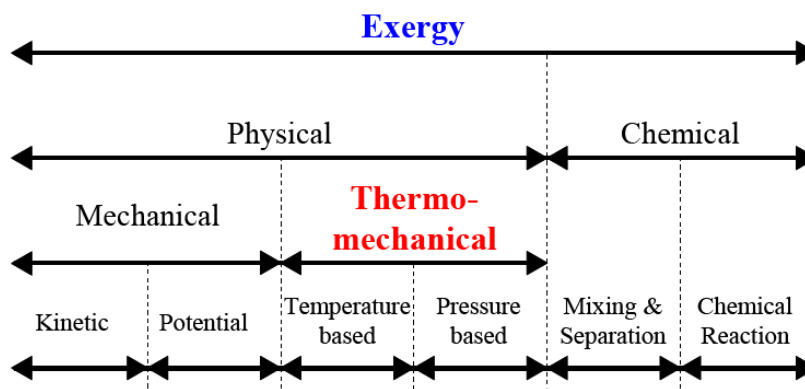 Exergy
Physical
Chemical
Mechanical
Thermo-
mechanical
Kinetic
Potential
Temperature
based
Pressure
based
Mixing &
Separation
Chemical
Reaction